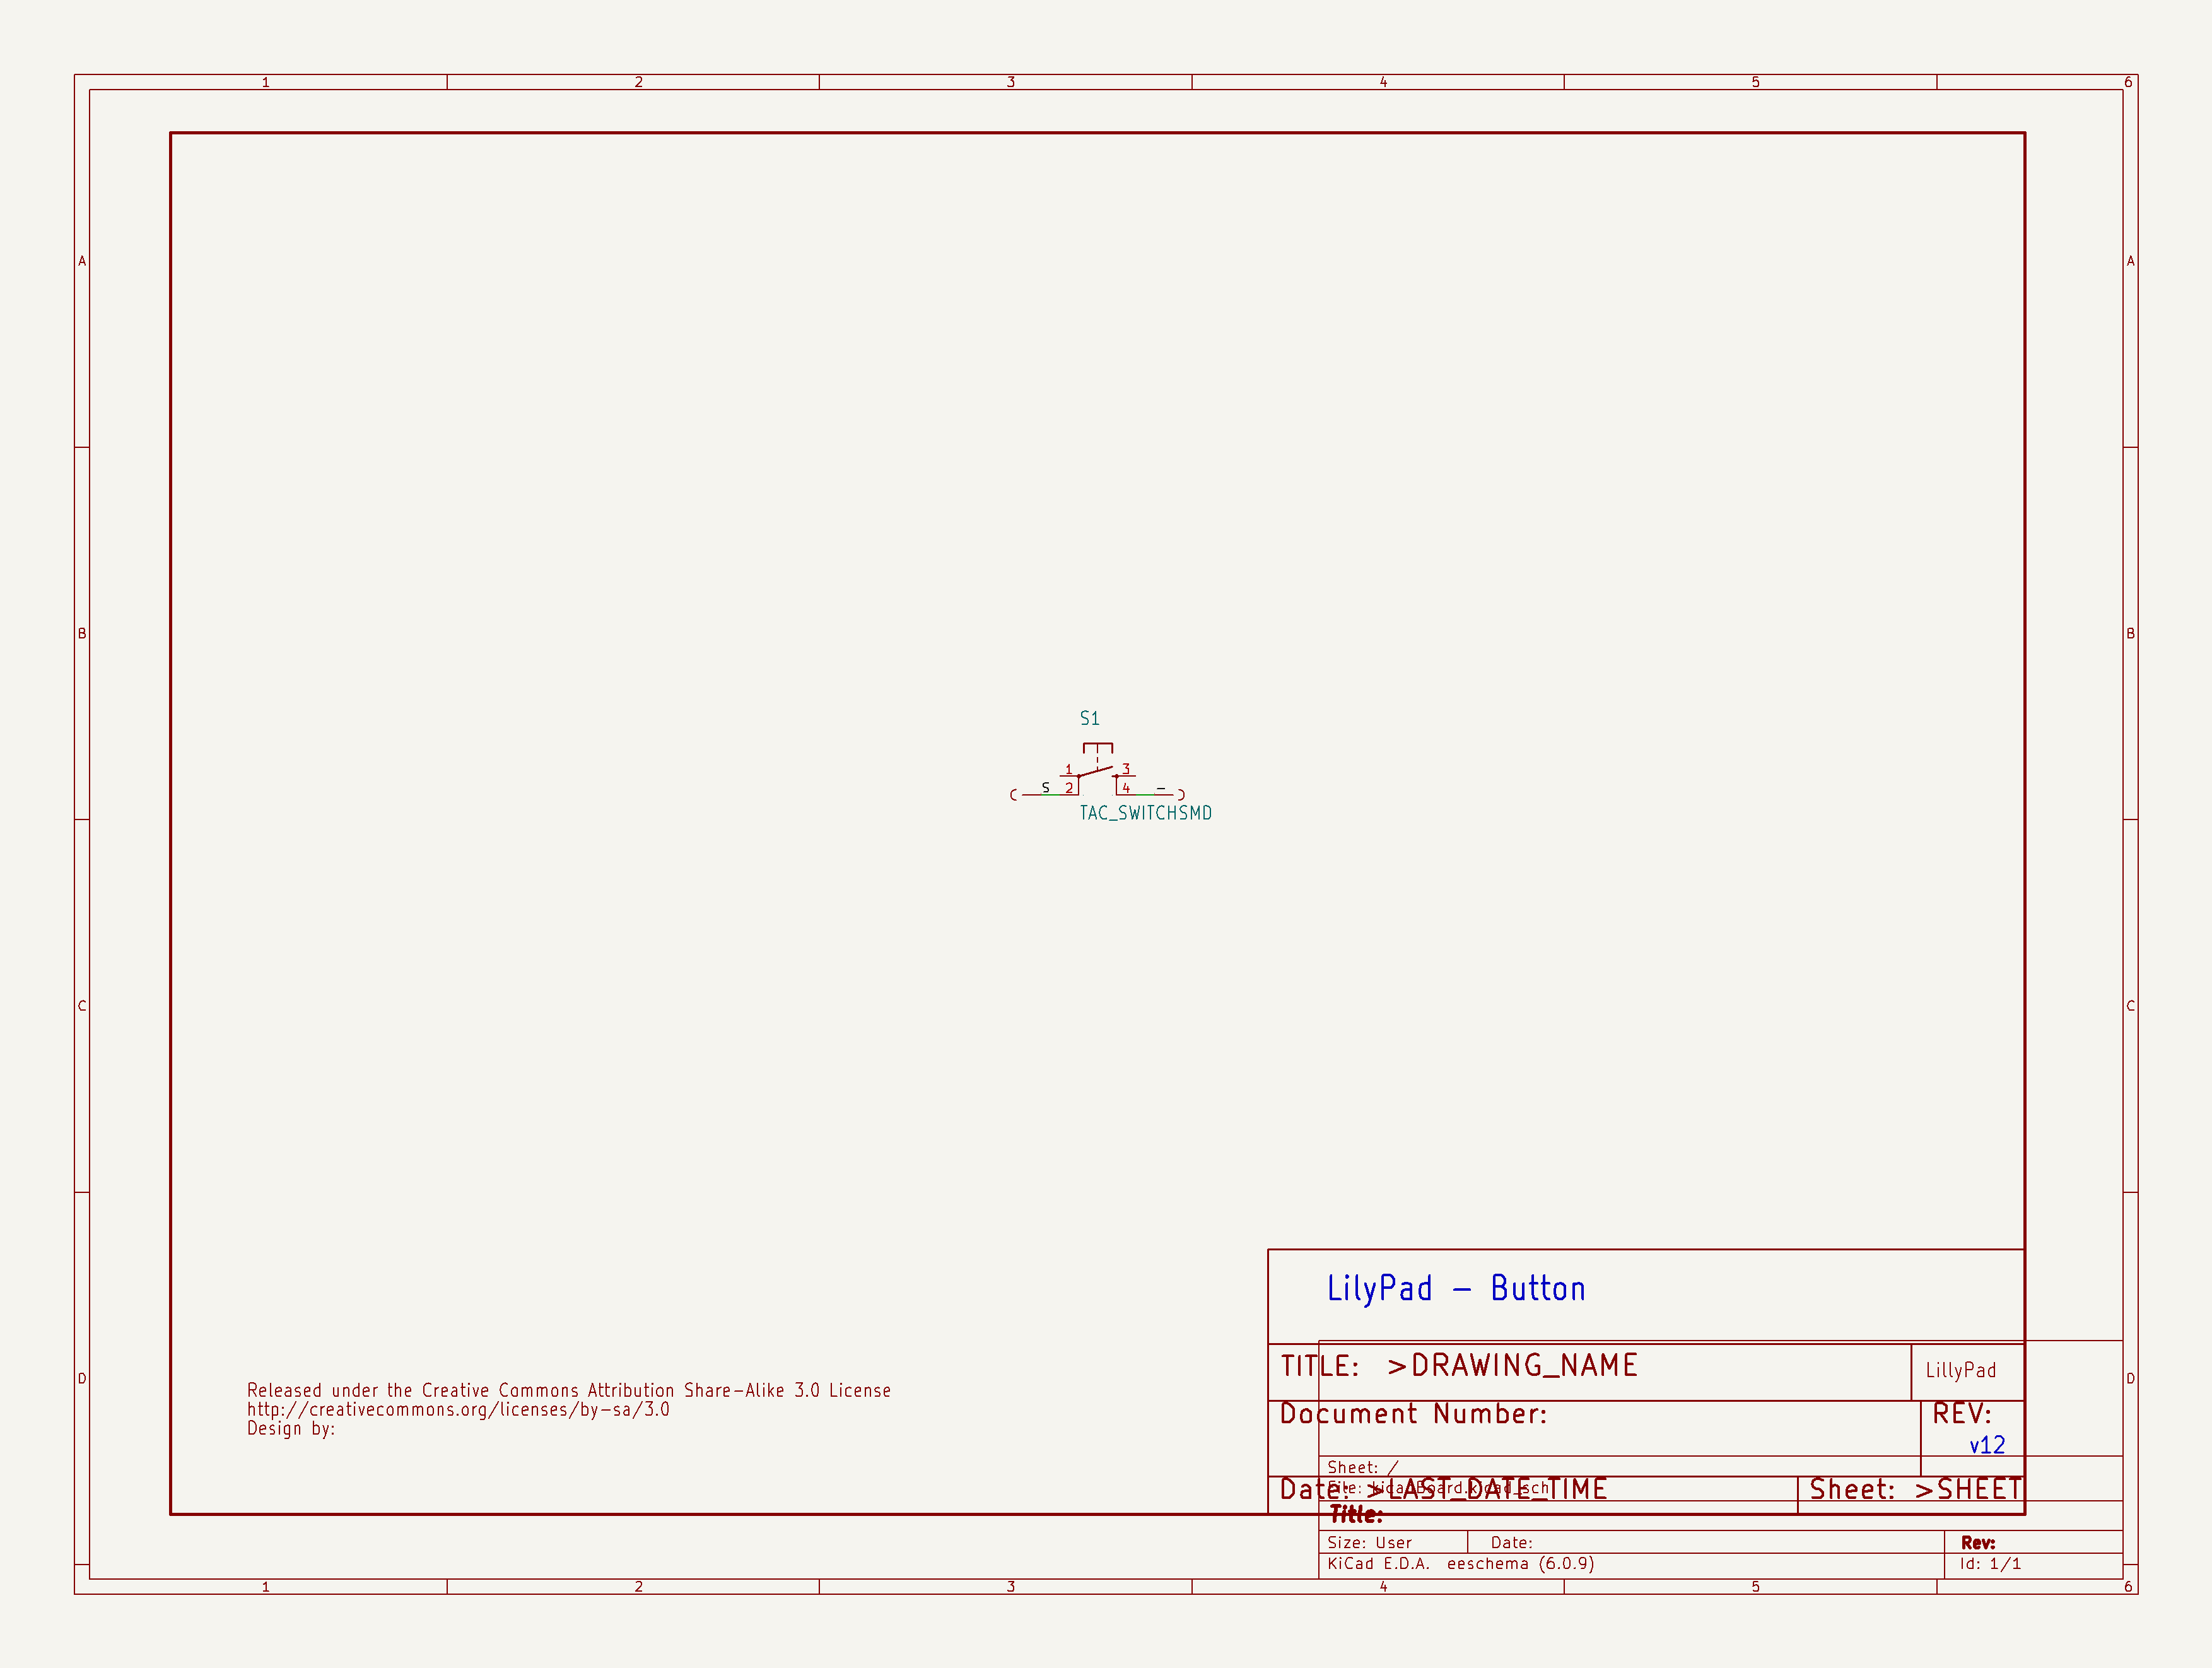 1 2 3 4 5 6
A A
B B
S1
1 3
S 2 4 -
TAC_SWITCHSMD
C C
LilyPad - Button
TITLE: >DRAWING_NAME
LillyPad
D D
Released under the Creative Commons Attribution Share-Alike 3.0 License
http://creativecommons.org/licenses/by-sa/3.0
Design by:
Document Number:
REV:
v12
Sheet: /
File: kicadBoard.kicad_sch
Date: >LAST_DATE_TIME
Sheet: >SHEET
Title:
Size: User Date: Rev:
KiCad E.D.A. eeschema (6.0.9) Id: 1/1
1 2 3 4 5 6